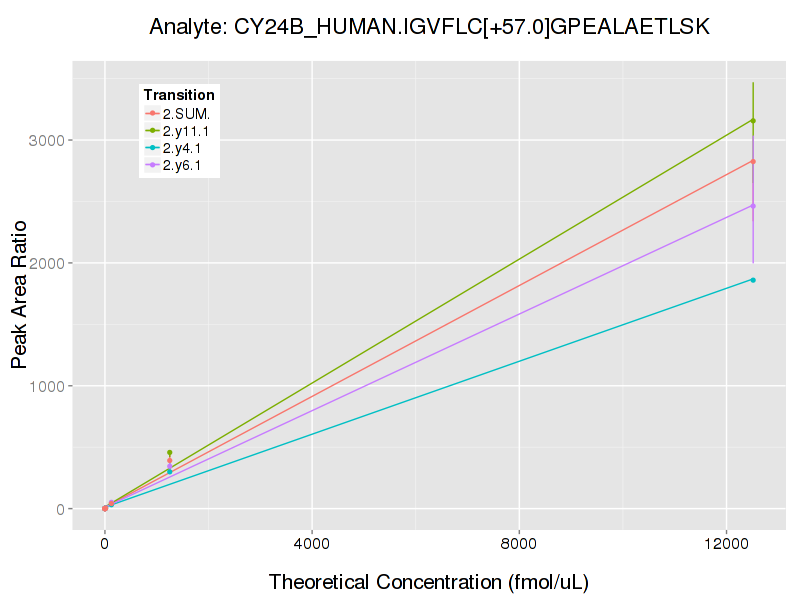 Analyte: CY24B_HUMAN.IGVFLC[+57.0]GPEALAETLSK
Transition
2.SUM.
2.y11.1
2.y4.1
2.y6.1
3000
2000
1000
0
Peak Area Ratio
0 4000 8000 12000
Theoretical Concentration (fmol/uL)